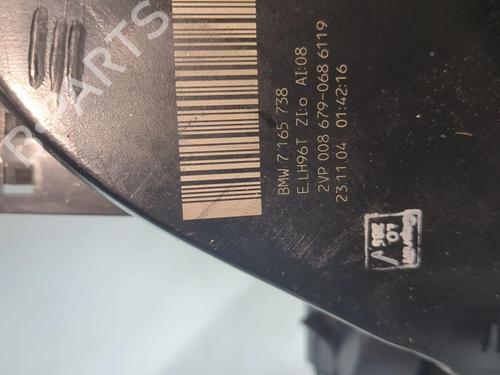 BMW 7 165 738
E.LH96T ZI:o AI:08
2VP 008 679-068 6119
23.11.04 01:42:16
B-PARTS